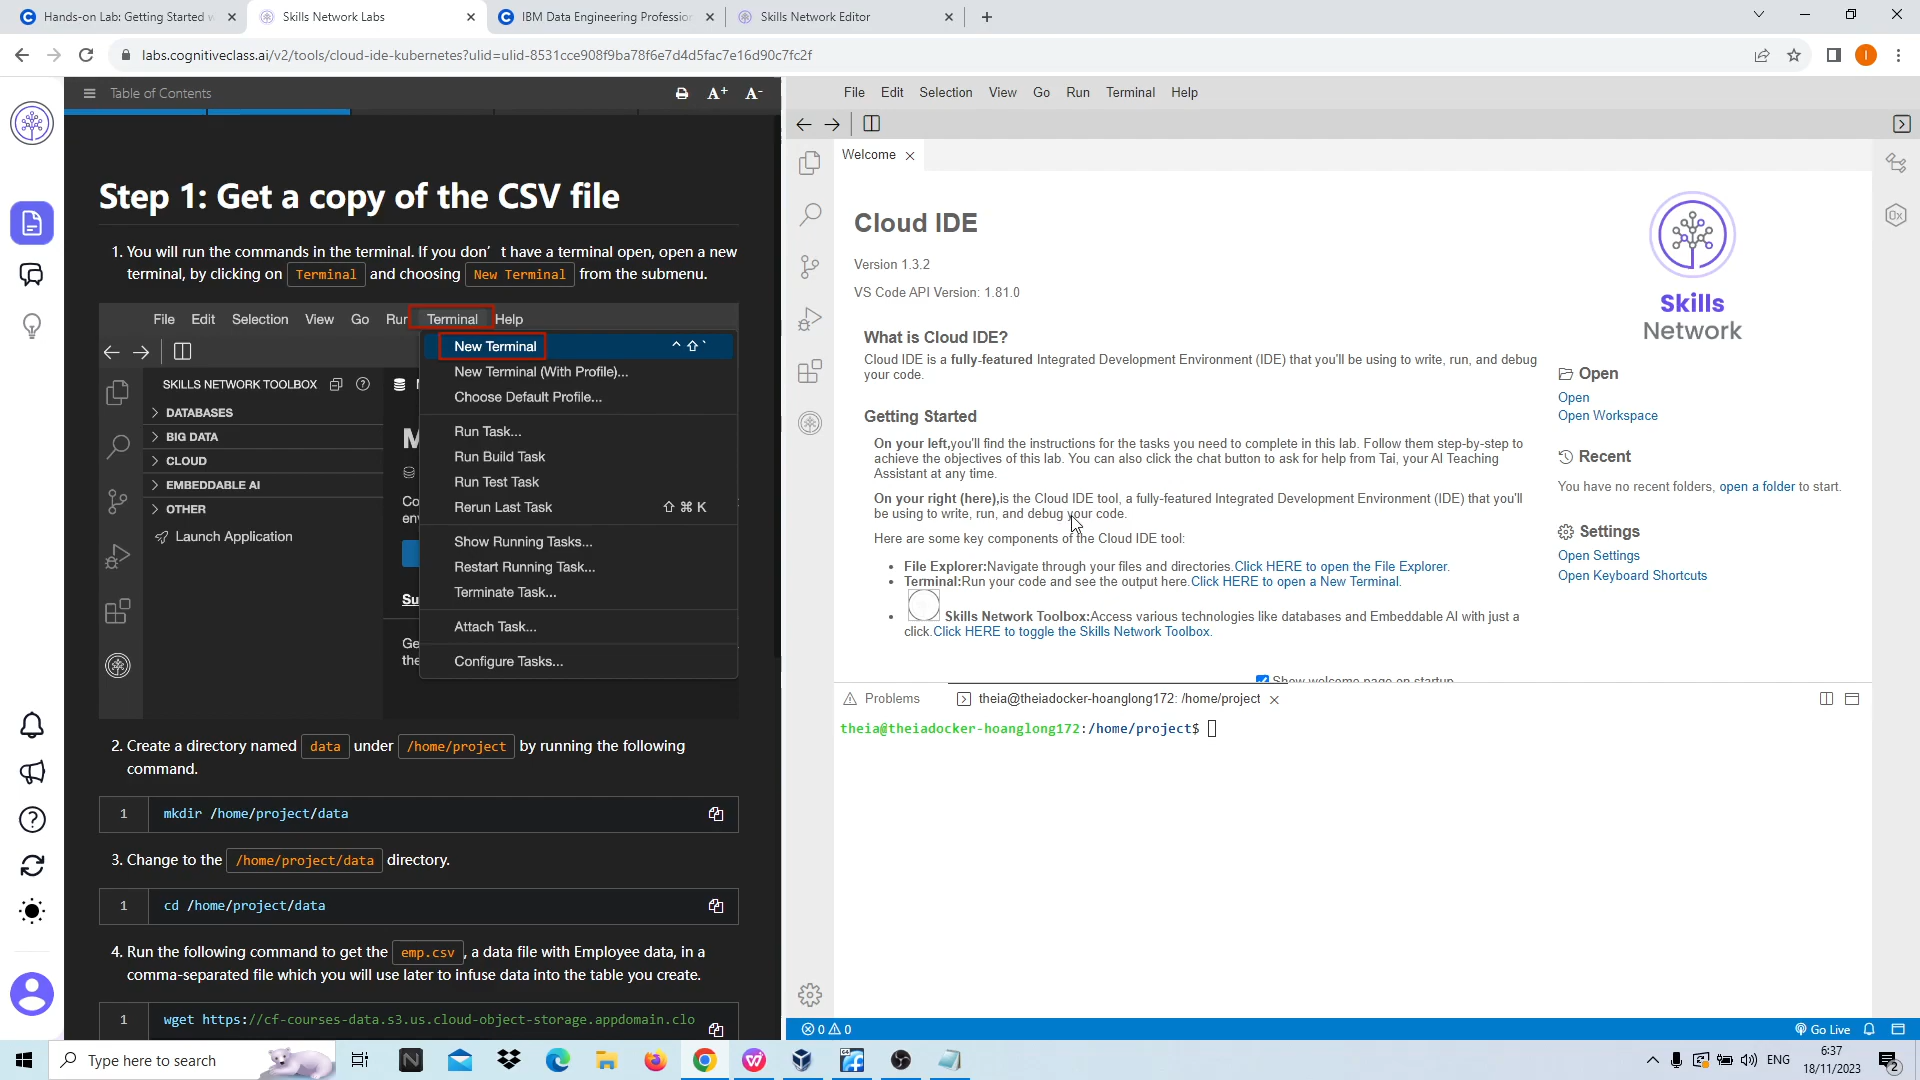 Hands-on Lab: Getting Started w
Skills Network Labs
IBM Data Engineering Profession
Skills Network Editor
labs.cognitiveclass.ai/v2/tools/cloud-ide-kubernetes?ulid=ulid-8531cce908f9ba78f6e7d4d5fac7e16d90c7fc2f
Table of Contents
A+ A-
Step 1: Get a copy of the CSV file
1. You will run the commands in the terminal. If you don't have a terminal open, open a new
terminal, by clicking on Terminal and choosing New Terminal from the submenu.
File Edit Selection View Go Run Terminal Help
New Terminal ^ ⇧ `
New Terminal (With Profile)...
Choose Default Profile...
Run Task...
Run Build Task
Run Test Task
Rerun Last Task ⇧ ⌘ K
Show Running Tasks...
Restart Running Task...
Terminate Task...
Attach Task...
Configure Tasks...
SKILLS NETWORK TOOLBOX
DATABASES
BIG DATA
CLOUD
EMBEDDABLE AI
OTHER
Launch Application
2. Create a directory named data under /home/project by running the following
command.
1 mkdir /home/project/data
3. Change to the /home/project/data directory.
1 cd /home/project/data
4. Run the following command to get the emp.csv, a data file with Employee data, in a
comma-separated file which you will use later to infuse data into the table you create.
1 wget https://cf-courses-data.s3.us.cloud-object-storage.appdomain.clo
File Edit Selection View Go Run Terminal Help
Welcome
Cloud IDE
Version 1.3.2
VS Code API Version: 1.81.0
What is Cloud IDE?
Cloud IDE is a fully-featured Integrated Development Environment (IDE) that you'll be using to write, run, and debug
your code.
Getting Started
On your left,you'll find the instructions for the tasks you need to complete in this lab. Follow them step-by-step to
achieve the objectives of this lab. You can also click the chat button to ask for help from Tai, your AI Teaching
Assistant at any time.
On your right (here),is the Cloud IDE tool, a fully-featured Integrated Development Environment (IDE) that you'll
be using to write, run, and debug your code.
Here are some key components of the Cloud IDE tool:
File Explorer:Navigate through your files and directories.Click HERE to open the File Explorer.
Terminal:Run your code and see the output here.Click HERE to open a New Terminal.
Skills Network Toolbox:Access various technologies like databases and Embeddable AI with just a
click.Click HERE to toggle the Skills Network Toolbox.
Show welcome page on startup
Skills
Network
Open
Open
Open Workspace
Recent
You have no recent folders, open a folder to start.
Settings
Open Settings
Open Keyboard Shortcuts
Problems
theia@theiadocker-hoanglong172: /home/project
theia@theiadocker-hoanglong172:/home/project$
0 0
Go Live
Type here to search
ENG
6:37
18/11/2023
2